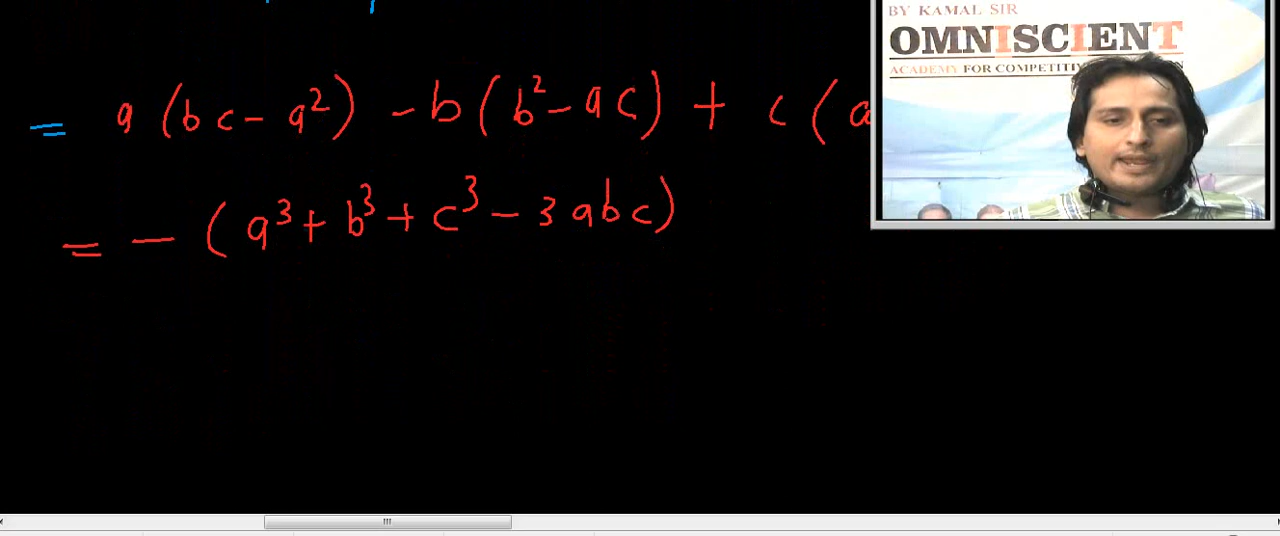 BY KAMAL SIR
OMNISCIENT
ACADEMY FOR COMPETITI
= a (bc - a²) - b (b² - ac) + c (a
= - (a³ + b³ + c³ - 3abc)